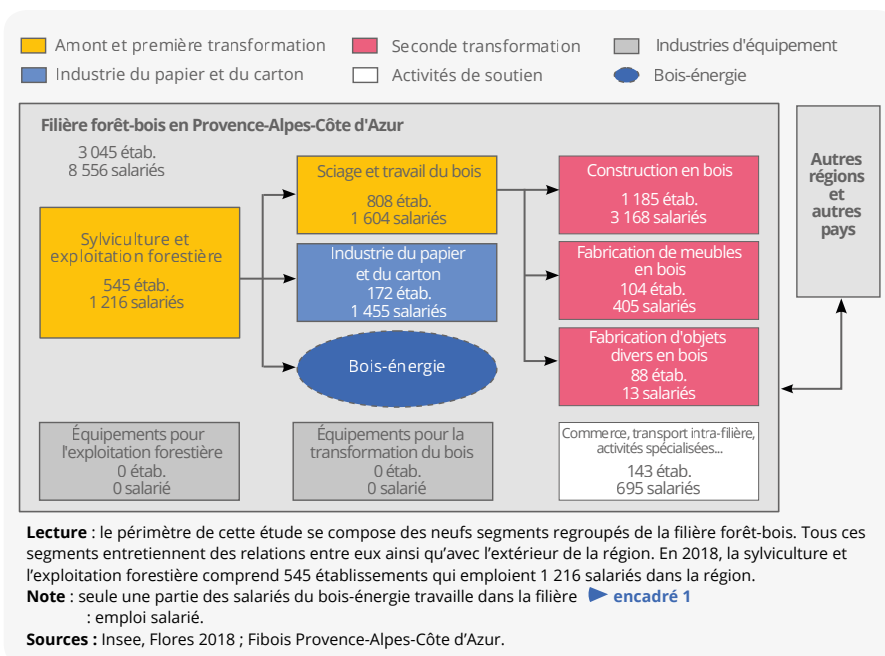 Amont et première transformation
Seconde transformation
Industries d'équipement
Industrie du papier et du carton
Activités de soutien
Bois-énergie
Filière forêt-bois en Provence-Alpes-Côte d'Azur
3 045 étab.
8 556 salariés
Sylviculture et
exploitation forestière
545 étab.
1 216 salariés
Sciage et travail du bois
808 étab.
1 604 salariés
Industrie du papier
et du carton
172 étab.
1 455 salariés
Bois-énergie
Construction en bois
1 185 étab.
3 168 salariés
Fabrication de meubles
en bois
104 étab.
405 salariés
Fabrication d'objets
divers en bois
88 étab.
13 salariés
Autres
régions
et
autres
pays
Équipements pour
l'exploitation forestière
0 étab.
0 salarié
Équipements pour la
transformation du bois
0 étab.
0 salarié
Commerce, transport intra-filière,
activités spécialisées...
143 étab.
695 salariés
Lecture : le périmètre de cette étude se compose des neufs segments regroupés de la filière forêt-bois. Tous ces
segments entretiennent des relations entre eux ainsi qu’avec l’extérieur de la région. En 2018, la sylviculture et
l’exploitation forestière comprend 545 établissements qui emploient 1 216 salariés dans la région.
Note : seule une partie des salariés du bois-énergie travaille dans la filière ▶ encadré 1
: emploi salarié.
Sources : Insee, Flores 2018 ; Fibois Provence-Alpes-Côte d’Azur.